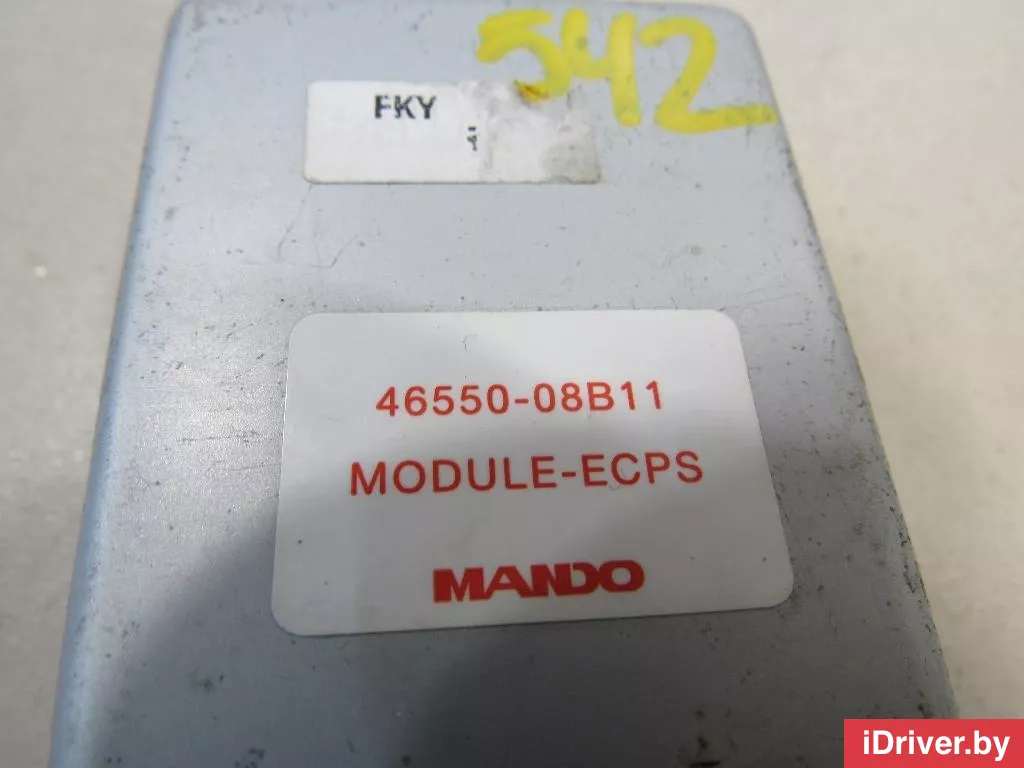 542
FKY
46550-08B11
MODULE-ECPS
MANDO
iDriver.by